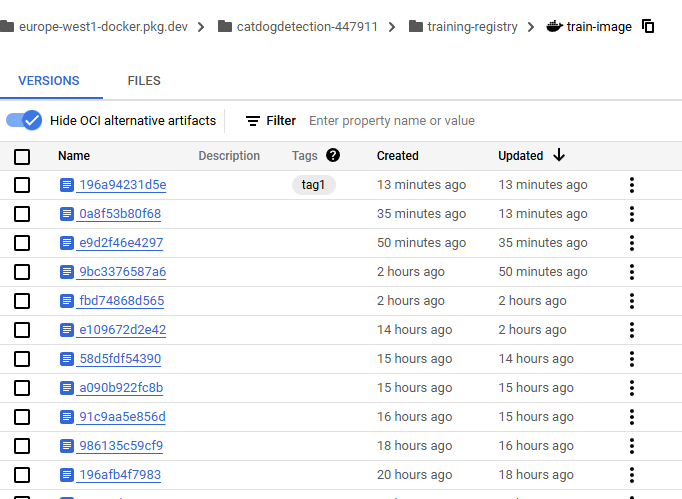 europe-west1-docker.pkg.dev > catdogdetection-447911 > training-registry > train-image
VERSIONS FILES
Hide OCI alternative artifacts Filter Enter property name or value
Name Description Tags ? Created Updated
196a94231d5e tag1 13 minutes ago 13 minutes ago
0a8f53b80f68 35 minutes ago 13 minutes ago
e9d2f46e4297 50 minutes ago 35 minutes ago
9bc3376587a6 2 hours ago 50 minutes ago
fbd74868d565 2 hours ago 2 hours ago
e109672d2e42 14 hours ago 2 hours ago
58d5fdf54390 15 hours ago 14 hours ago
a090b922fc8b 15 hours ago 15 hours ago
91c9aa5e856d 16 hours ago 15 hours ago
986135c59cf9 18 hours ago 16 hours ago
196afb4f7983 20 hours ago 18 hours ago